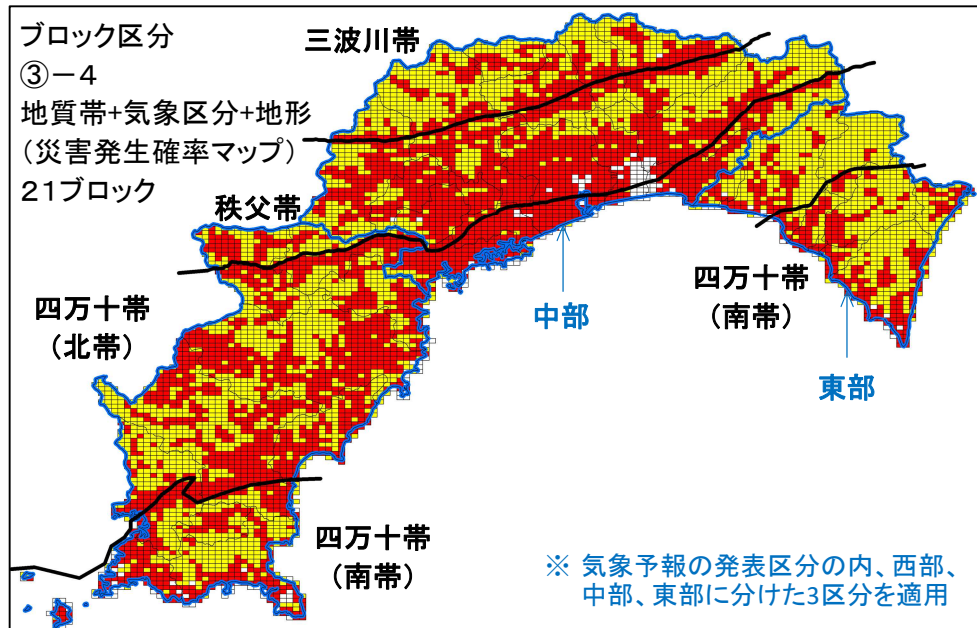 ブロック区分
③－4
地質帯+気象区分+地形
（災害発生確率マップ）
21ブロック
三波川帯
秩父帯
四万十帯
（北帯）
中部
四万十帯
（南帯）
東部
四万十帯
（南帯）
※ 気象予報の発表区分の内、西部、
中部、東部に分けた3区分を適用